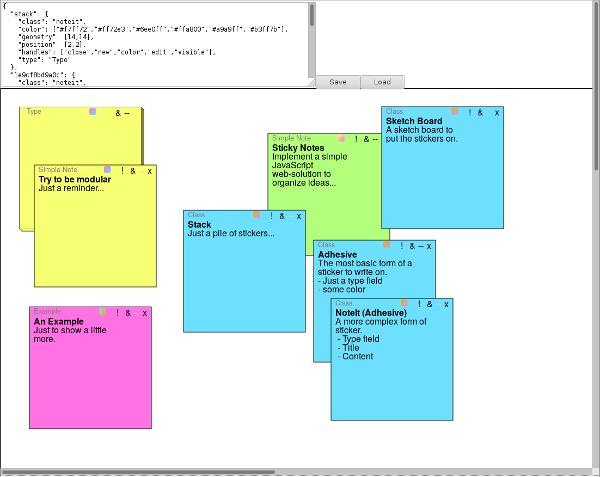 {
"stack": {
"class": "noteit",
"color": ["#f7ff72","#ff72e3","#6ee0ff","#ffa800","#a9a9ff","#b3ff7b"],
"geometry": [14,14],
"position": [2,2],
"handles": ["close","new","color","edit","visible"],
"type": "Type"
},
"class": "noteit",
Save Load
Type & --
Simple Note ! & -- x
Try to be modular
Just a reminder...
Example ! & -- x
An Example
Just to show a little
more.
Class ! & -- x
Stack
Just a pile of stickers...
Simple Note ! & --
Sticky Notes
Implement a simple
JavaScript
web-solution to
organize ideas...
Class ! & x
Sketch Board
A sketch board to
put the stickers on.
Class ! & -- x
Adhesive
The most basic form of a
sticker to write on.
- Just a type field
- some color
Class ! & x
NoteIt (Adhesive)
A more complex form of
sticker.
- Type field
- Title
- Content